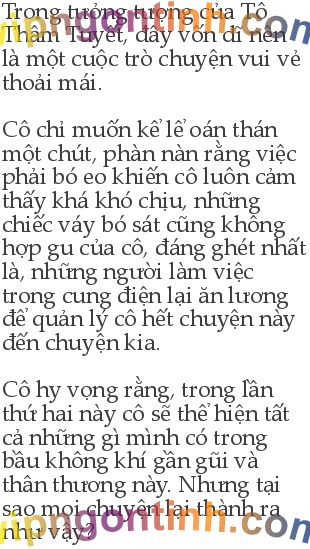 Trong tưởng tượng của Tô
Thẩm Tuyết, đây vốn dĩ nên
là một cuộc trò chuyện vui vẻ
thoải mái.
Cô chỉ muốn kể lể oán thán
một chút, phàn nàn rằng việc
phải bó eo khiến cô luôn cảm
thấy khá khó chịu, những
chiếc váy bó sát cũng không
hợp gu của cô, đáng ghét nhất
là, những người làm việc
trong cung điện lại ăn lương
để quản lý cô hết chuyện này
đến chuyện kia.
Cô hy vọng rằng, trong lần
thứ hai này cô sẽ thể hiện tất
cả những gì mình có trong
bầu không khí gần gũi và
thân thương này. Nhưng tại
sao mọi chuyện lại thành ra
như vậy?
vipngontinh.com
vipngontinh.com